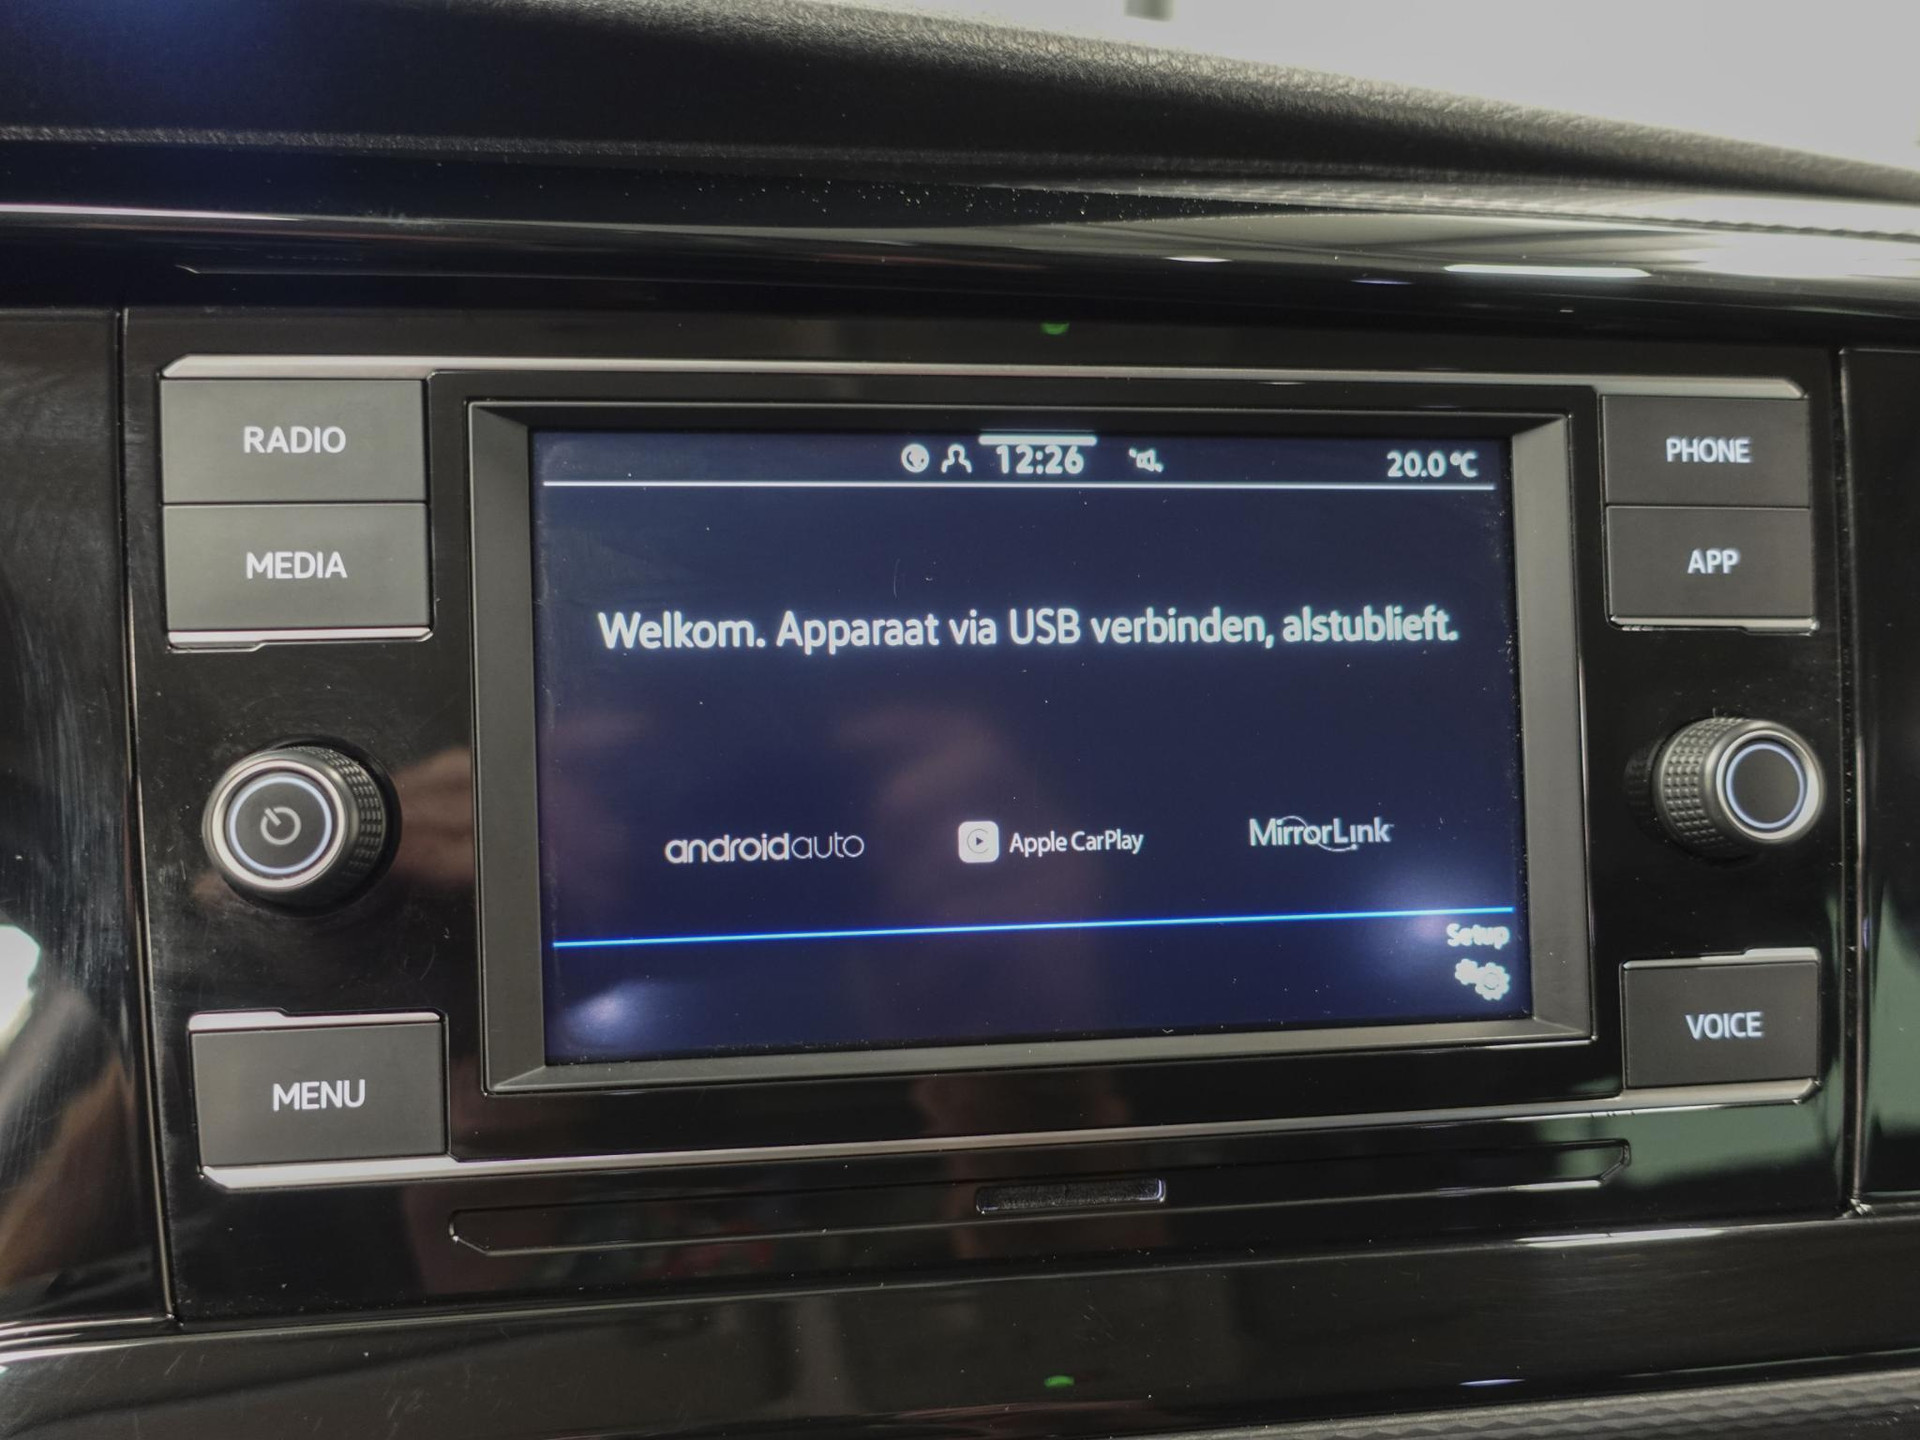 12:26
20.0 °C
RADIO
PHONE
MEDIA
APP
Welkom. Apparaat via USB verbinden, alstublieft.
androidauto
Apple CarPlay
MirrorLink
Setup
MENU
VOICE